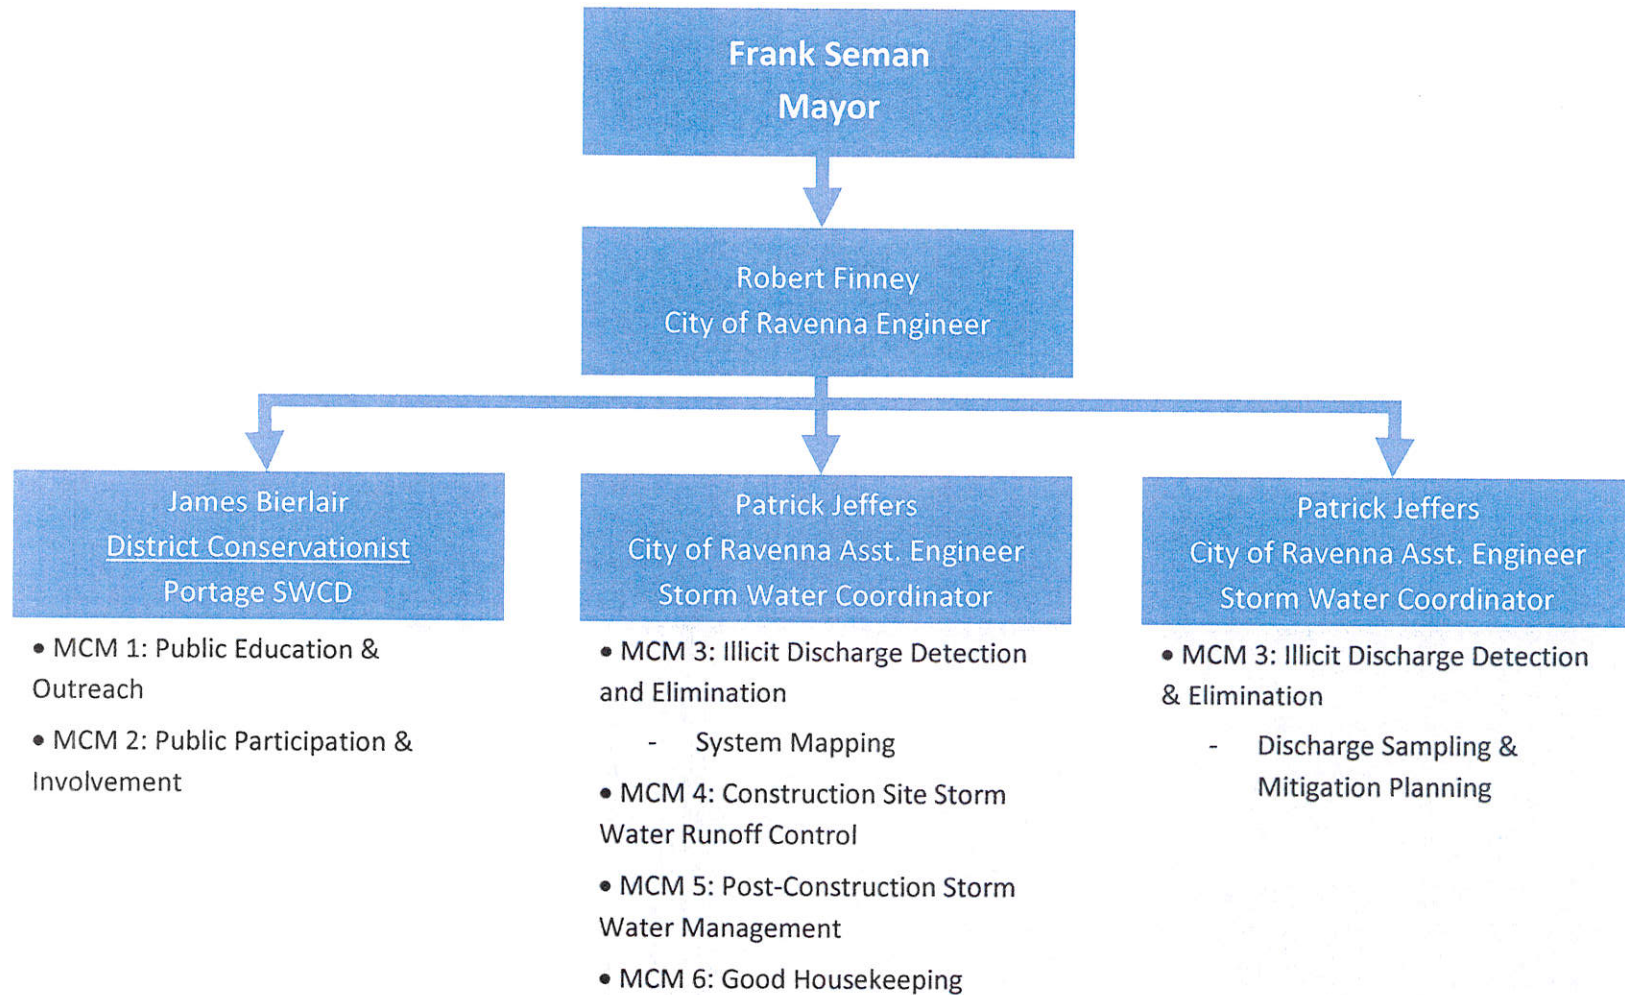 Frank Seman
Mayor
Robert Finney
City of Ravenna Engineer
James Bierlair
District Conservationist
Portage SWCD
• MCM 1: Public Education &
Outreach
• MCM 2: Public Participation &
Involvement
Patrick Jeffers
City of Ravenna Asst. Engineer
Storm Water Coordinator
• MCM 3: Illicit Discharge Detection
and Elimination
- System Mapping
• MCM 4: Construction Site Storm
Water Runoff Control
• MCM 5: Post-Construction Storm
Water Management
• MCM 6: Good Housekeeping
Patrick Jeffers
City of Ravenna Asst. Engineer
Storm Water Coordinator
• MCM 3: Illicit Discharge Detection
& Elimination
- Discharge Sampling &
Mitigation Planning